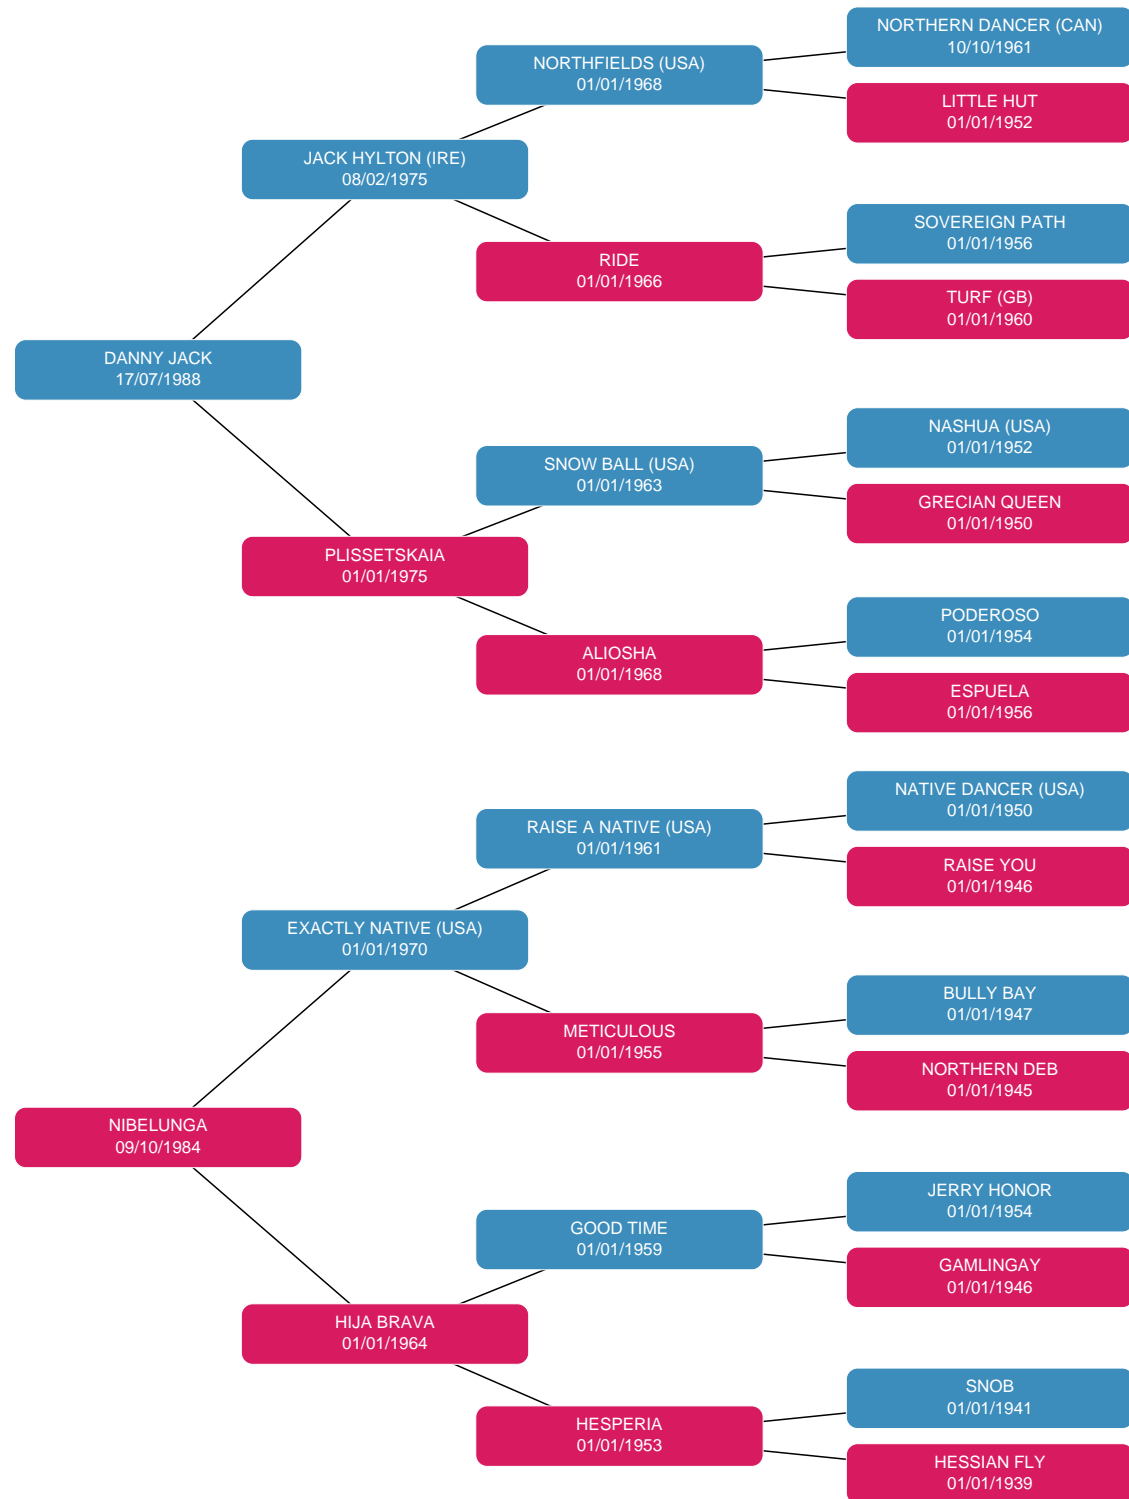 NORTHERN DANCER (CAN)
10/10/1961
NORTHFIELDS (USA)
01/01/1968
LITTLE HUT
01/01/1952
JACK HYLTON (IRE)
08/02/1975
SOVEREIGN PATH
01/01/1956
RIDE
01/01/1966
TURF (GB)
01/01/1960
DANNY JACK
17/07/1988
NASHUA (USA)
01/01/1952
SNOW BALL (USA)
01/01/1963
GRECIAN QUEEN
01/01/1950
PLISSETSKAIA
01/01/1975
PODEROSO
01/01/1954
ALIOSHA
01/01/1968
ESPUELA
01/01/1956
NATIVE DANCER (USA)
01/01/1950
RAISE A NATIVE (USA)
01/01/1961
RAISE YOU
01/01/1946
EXACTLY NATIVE (USA)
01/01/1970
BULLY BAY
01/01/1947
METICULOUS
01/01/1955
NORTHERN DEB
01/01/1945
NIBELUNGA
09/10/1984
JERRY HONOR
01/01/1954
GOOD TIME
01/01/1959
GAMLINGAY
01/01/1946
HIJA BRAVA
01/01/1964
SNOB
01/01/1941
HESPERIA
01/01/1953
HESSIAN FLY
01/01/1939